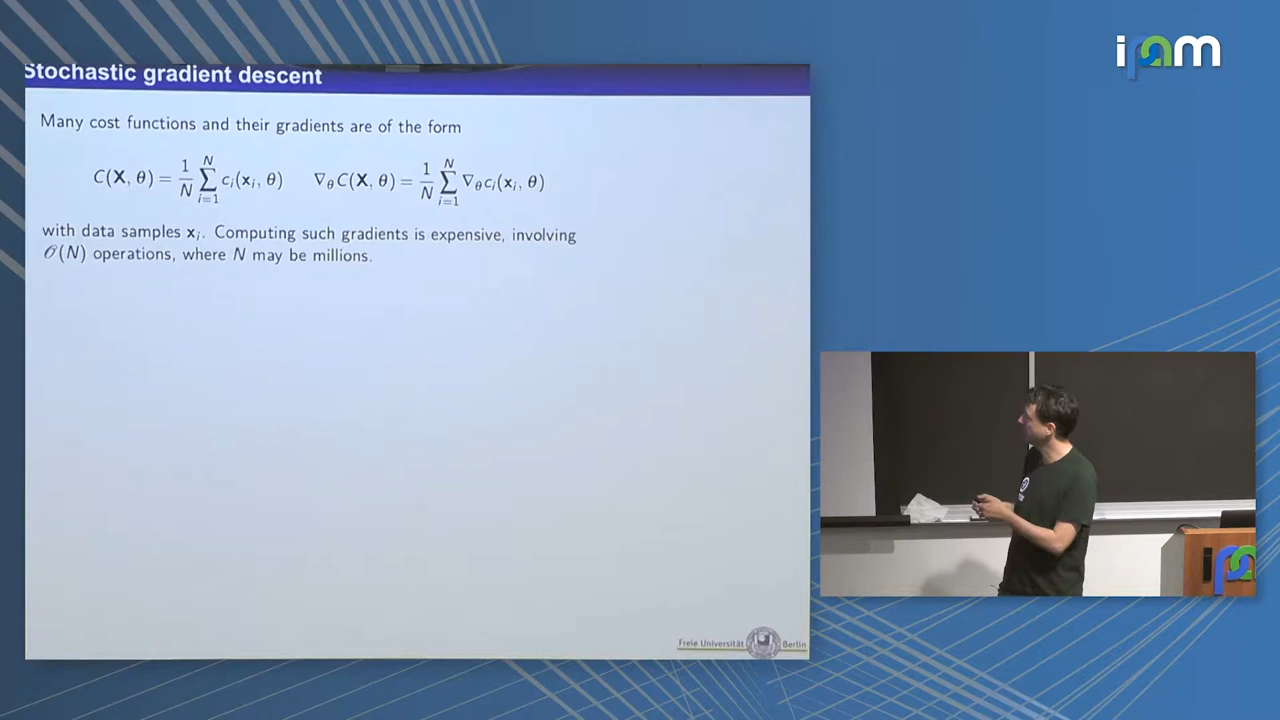 ipam
Stochastic gradient descent
Many cost functions and their gradients are of the form
C(X, θ) = 1/N ∑_{i=1}^{N} c_i(x_i, θ)    ∇_θ C(X, θ) = 1/N ∑_{i=1}^{N} ∇_θ c_i(x_i, θ)
with data samples x_i. Computing such gradients is expensive, involving
𝒪(N) operations, where N may be millions.
Freie Universität Berlin